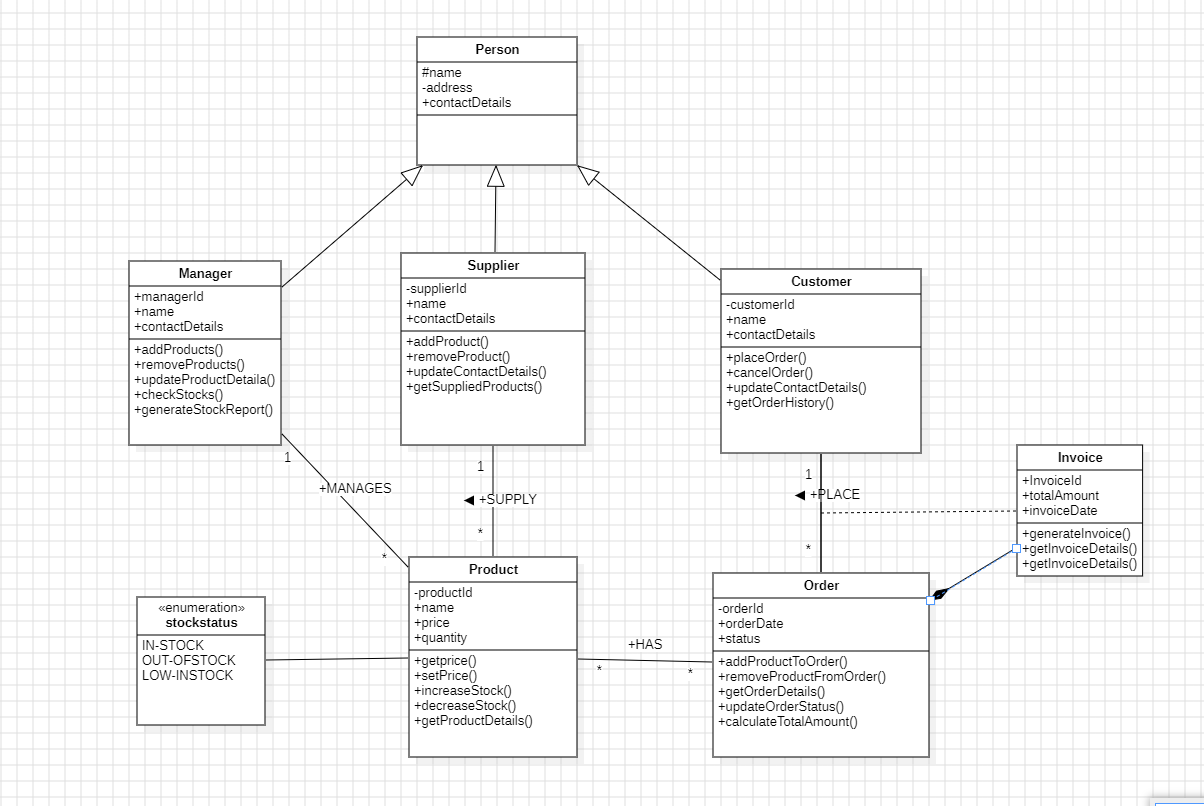 Person
#name
-address
+contactDetails
Manager
+managerId
+name
+contactDetails
+addProducts()
+removeProducts()
+updateProductDetaila()
+checkStocks()
+generateStockReport()
Supplier
-supplierId
+name
+contactDetails
+addProduct()
+removeProduct()
+updateContactDetails()
+getSuppliedProducts()
Customer
-customerId
+name
+contactDetails
+placeOrder()
+cancelOrder()
+updateContactDetails()
+getOrderHistory()
1
+MANAGES
*
1
+SUPPLY
*
1
+PLACE
*
Invoice
+InvoiceId
+totalAmount
+invoiceDate
+generateInvoice()
+getInvoiceDetails()
+getInvoiceDetails()
«enumeration»
stockstatus
IN-STOCK
OUT-OFSTOCK
LOW-INSTOCK
Product
-productId
+name
+price
+quantity
+getprice()
+setPrice()
+increaseStock()
+decreaseStock()
+getProductDetails()
+HAS
*
*
Order
-orderId
+orderDate
+status
+addProductToOrder()
+removeProductFromOrder()
+getOrderDetails()
+updateOrderStatus()
+calculateTotalAmount()